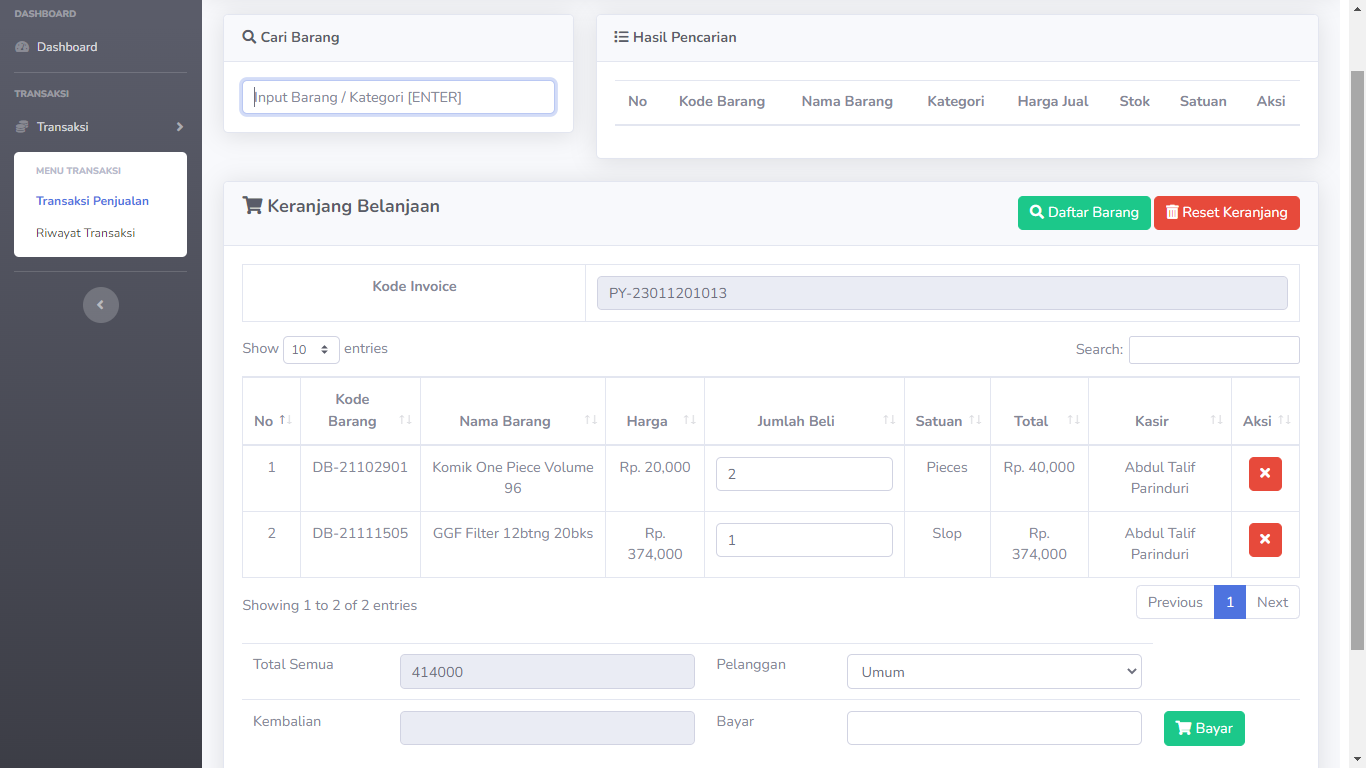 DASHBOARD
Dashboard
TRANSAKSI
Transaksi
MENU TRANSAKSI
Transaksi Penjualan
Riwayat Transaksi
Cari Barang
Input Barang / Kategori [ENTER]
Hasil Pencarian
No Kode Barang Nama Barang Kategori Harga Jual Stok Satuan Aksi
Keranjang Belanjaan
Daftar Barang Reset Keranjang
Kode Invoice PY-23011201013
Show 10 entries Search:
No Kode Barang Nama Barang Harga Jumlah Beli Satuan Total Kasir Aksi
1 DB-21102901 Komik One Piece Volume 96 Rp. 20,000 2 Pieces Rp. 40,000 Abdul Talif Parinduri
2 DB-21111505 GGF Filter 12btng 20bks Rp. 374,000 1 Slop Rp. 374,000 Abdul Talif Parinduri
Showing 1 to 2 of 2 entries Previous 1 Next
Total Semua 414000 Pelanggan Umum
Kembalian Bayar Bayar